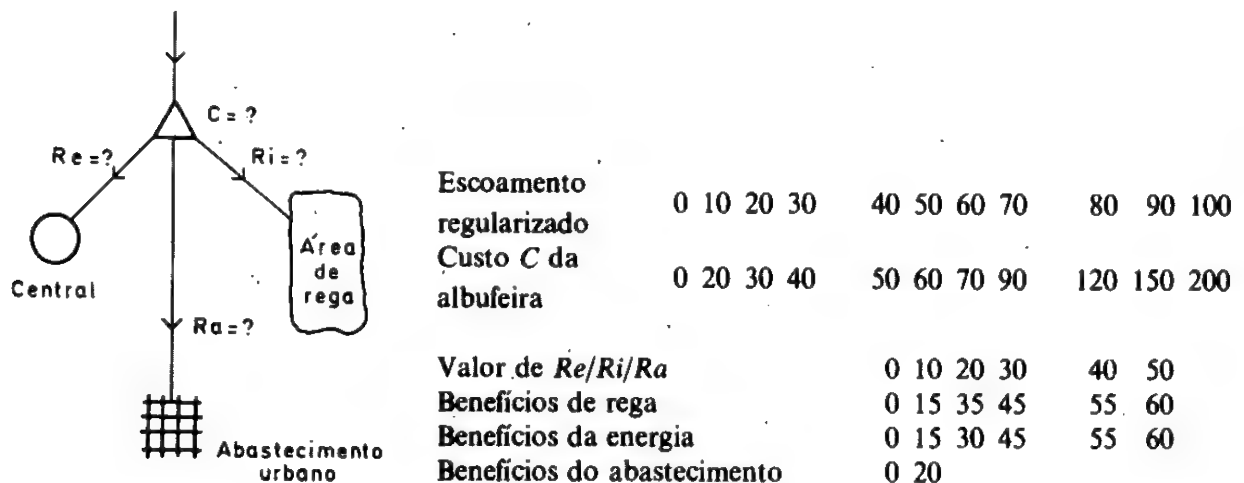 C = ?
Re = ?
Ri = ?
Central
Área
de
rega
Ra = ?
Abastecimento
urbano
Escoamento
regularizado
0 10 20 30 40 50 60 70 80 90 100
Custo C da
albufeira
0 20 30 40 50 60 70 90 120 150 200
Valor de Re/Ri/Ra 0 10 20 30 40 50
Benefícios de rega 0 15 35 45 55 60
Benefícios da energia 0 15 30 45 55 60
Benefícios do abastecimento 0 20